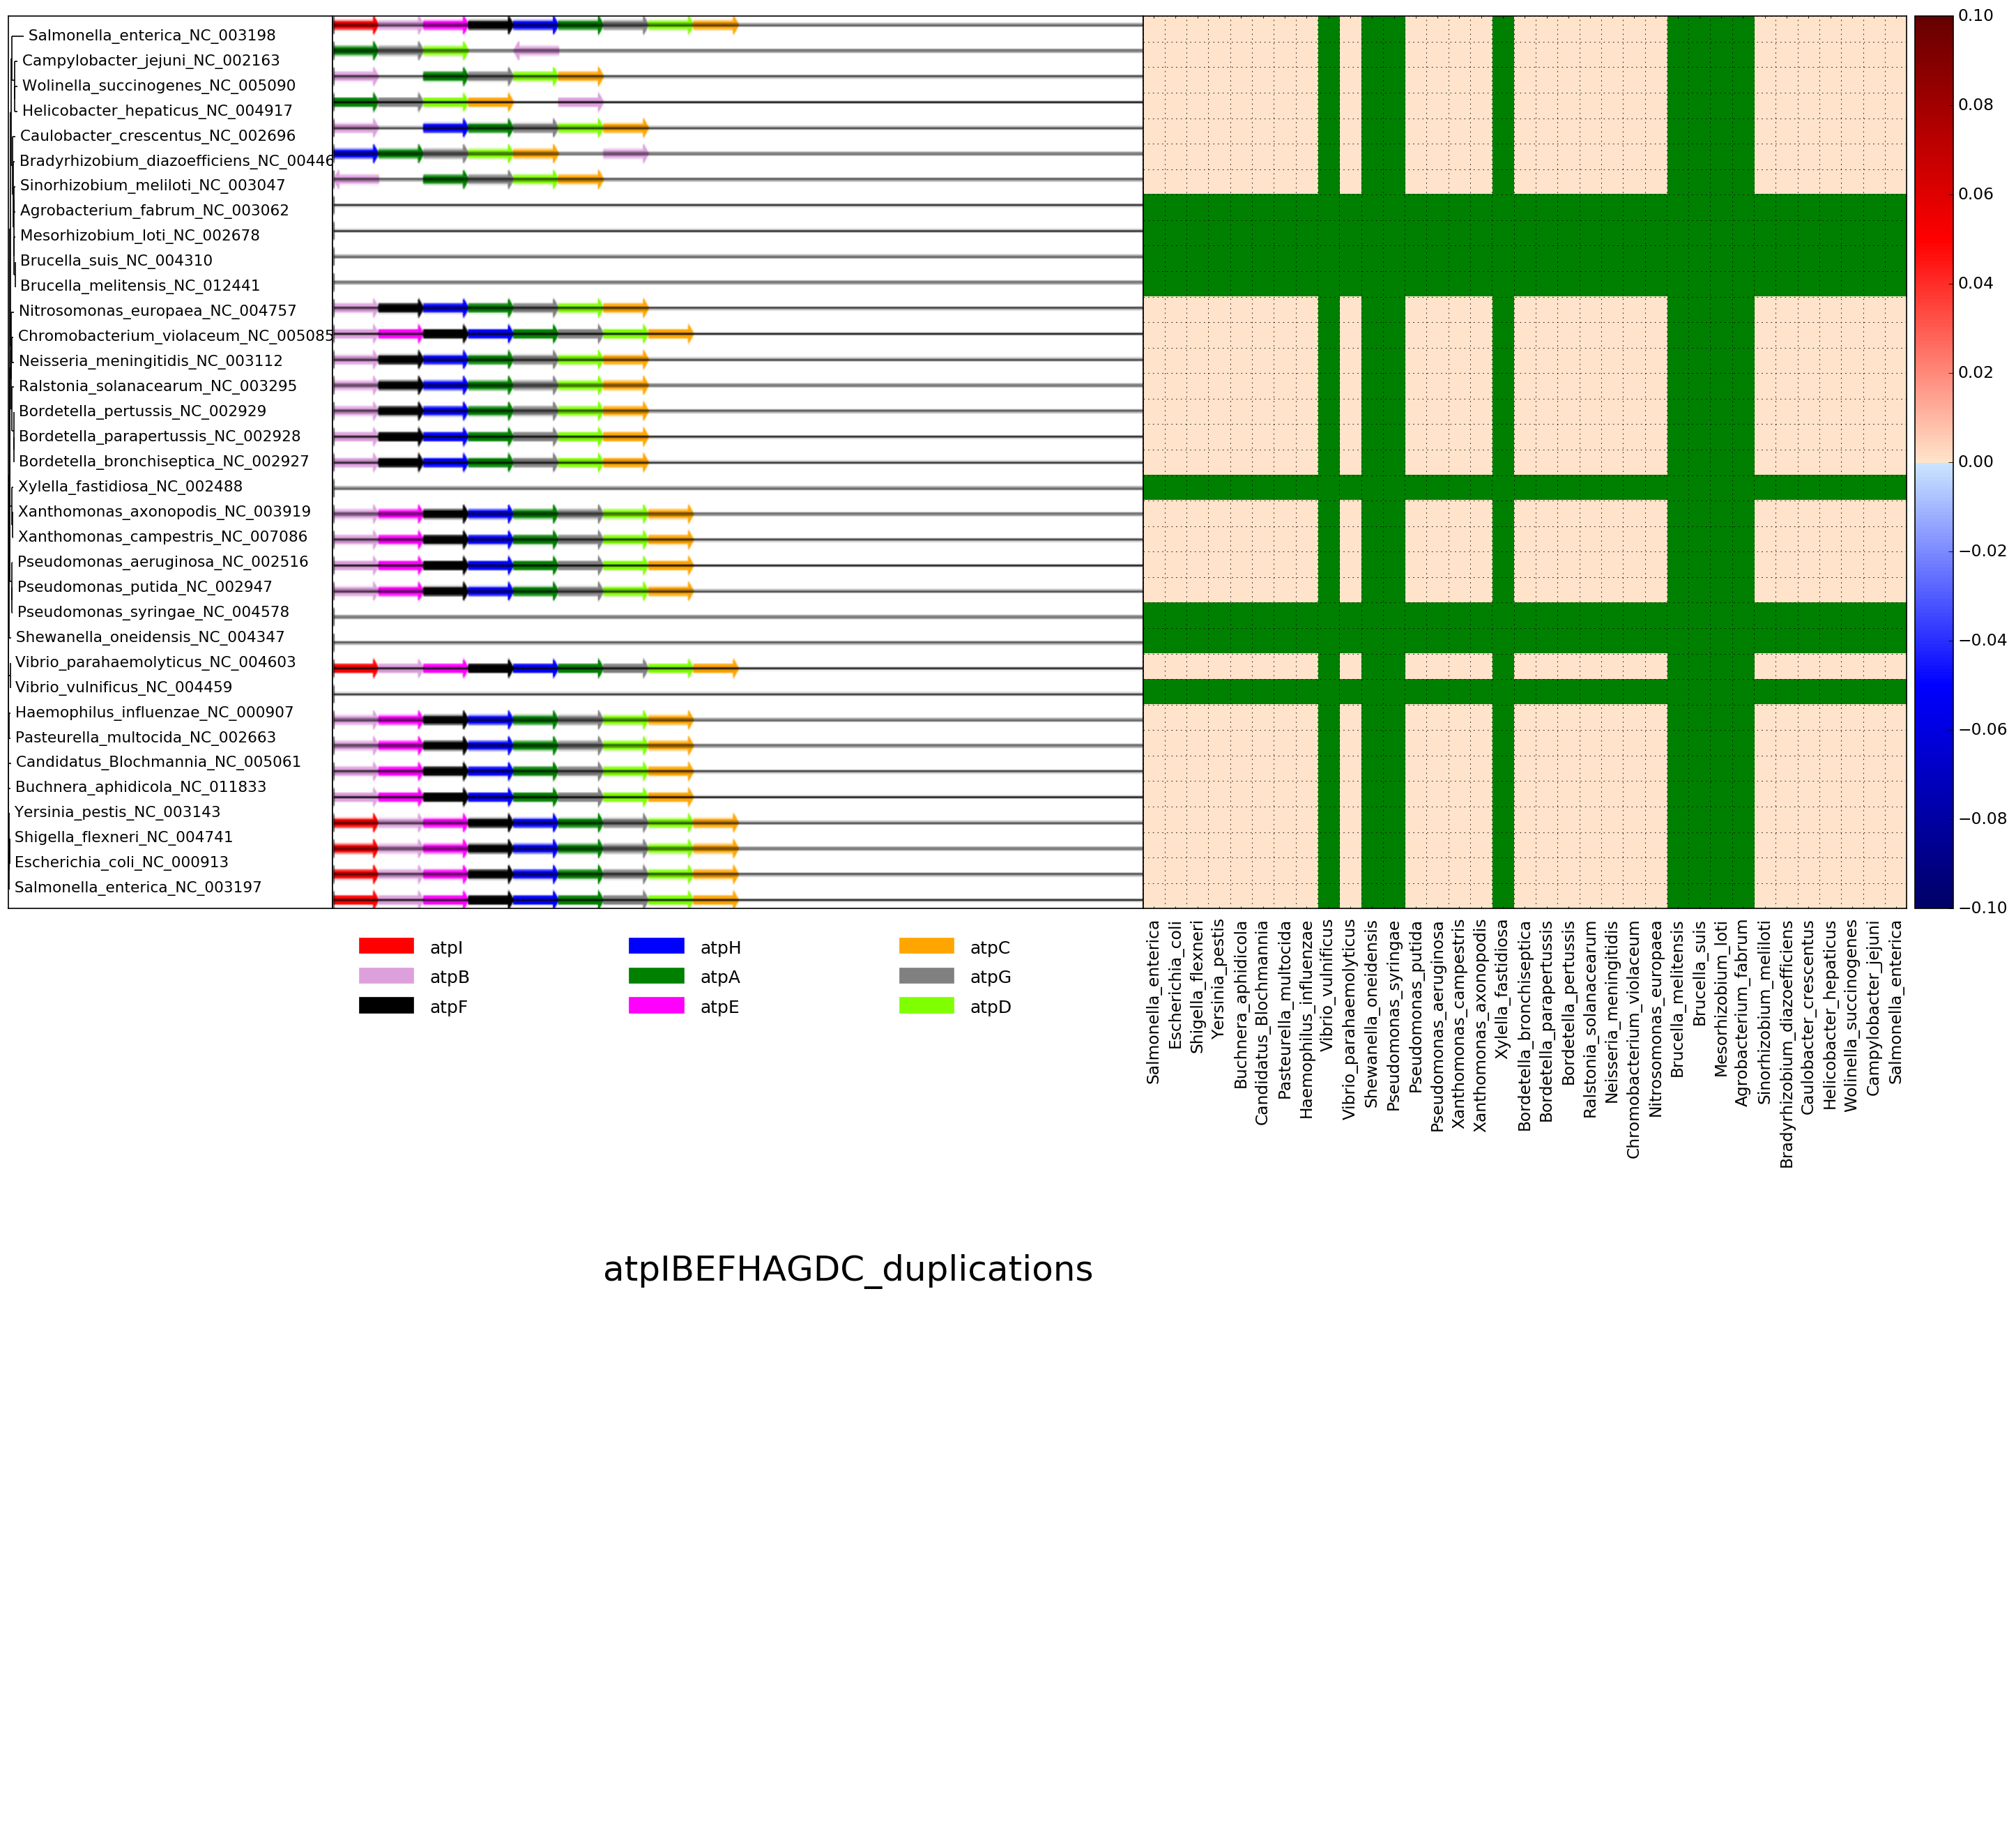 Salmonella_enterica_NC_003198
Campylobacter_jejuni_NC_002163
Wolinella_succinogenes_NC_005090
Helicobacter_hepaticus_NC_004917
Caulobacter_crescentus_NC_002696
Bradyrhizobium_diazoefficiens_NC_00446
Sinorhizobium_meliloti_NC_003047
Agrobacterium_fabrum_NC_003062
Mesorhizobium_loti_NC_002678
Brucella_suis_NC_004310
Brucella_melitensis_NC_012441
Nitrosomonas_europaea_NC_004757
Chromobacterium_violaceum_NC_005085
Neisseria_meningitidis_NC_003112
Ralstonia_solanacearum_NC_003295
Bordetella_pertussis_NC_002929
Bordetella_parapertussis_NC_002928
Bordetella_bronchiseptica_NC_002927
Xylella_fastidiosa_NC_002488
Xanthomonas_axonopodis_NC_003919
Xanthomonas_campestris_NC_007086
Pseudomonas_aeruginosa_NC_002516
Pseudomonas_putida_NC_002947
Pseudomonas_syringae_NC_004578
Shewanella_oneidensis_NC_004347
Vibrio_parahaemolyticus_NC_004603
Vibrio_vulnificus_NC_004459
Haemophilus_influenzae_NC_000907
Pasteurella_multocida_NC_002663
Candidatus_Blochmannia_NC_005061
Buchnera_aphidicola_NC_011833
Yersinia_pestis_NC_003143
Shigella_flexneri_NC_004741
Escherichia_coli_NC_000913
Salmonella_enterica_NC_003197
0.10
0.08
0.06
0.04
0.02
0.00
−0.02
−0.04
−0.06
−0.08
−0.10
Salmonella_enterica
Escherichia_coli
Shigella_flexneri
Yersinia_pestis
Buchnera_aphidicola
Candidatus_Blochmannia
Pasteurella_multocida
Haemophilus_influenzae
Vibrio_vulnificus
Vibrio_parahaemolyticus
Shewanella_oneidensis
Pseudomonas_syringae
Pseudomonas_putida
Pseudomonas_aeruginosa
Xanthomonas_campestris
Xanthomonas_axonopodis
Xylella_fastidiosa
Bordetella_bronchiseptica
Bordetella_parapertussis
Bordetella_pertussis
Ralstonia_solanacearum
Neisseria_meningitidis
Chromobacterium_violaceum
Nitrosomonas_europaea
Brucella_melitensis
Brucella_suis
Mesorhizobium_loti
Agrobacterium_fabrum
Sinorhizobium_meliloti
Bradyrhizobium_diazoefficiens
Caulobacter_crescentus
Helicobacter_hepaticus
Wolinella_succinogenes
Campylobacter_jejuni
Salmonella_enterica
atpI atpH atpC
atpB atpA atpG
atpF atpE atpD
atpIBEFHAGDC_duplications